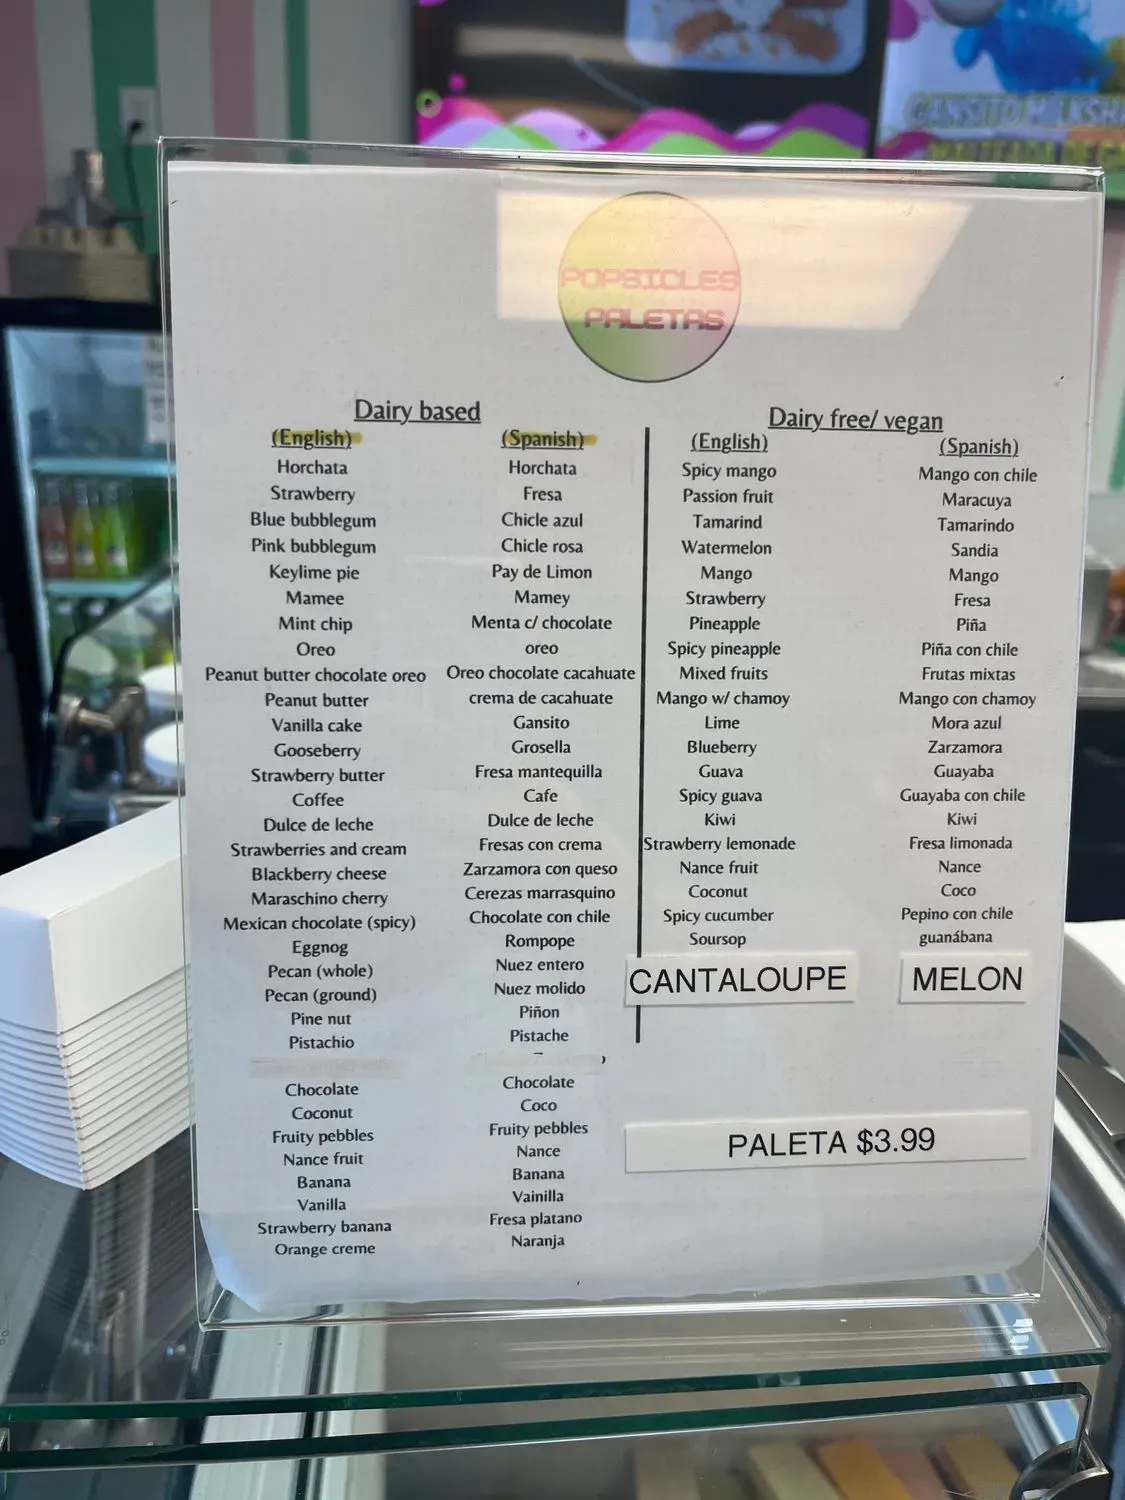 GANSITO MILKSH
POPSICLES
PALETAS
Dairy based
(English)
Horchata
Strawberry
Blue bubblegum
Pink bubblegum
Keylime pie
Mamee
Mint chip
Oreo
Peanut butter chocolate oreo
Peanut butter
Vanilla cake
Gooseberry
Strawberry butter
Coffee
Dulce de leche
Strawberries and cream
Blackberry cheese
Maraschino cherry
Mexican chocolate (spicy)
Eggnog
Pecan (whole)
Pecan (ground)
Pine nut
Pistachio
Chocolate
Coconut
Fruity pebbles
Nance fruit
Banana
Vanilla
Strawberry banana
Orange creme
(Spanish)
Horchata
Fresa
Chicle azul
Chicle rosa
Pay de Limon
Mamey
Menta c/ chocolate
oreo
Oreo chocolate cacahuate
crema de cacahuate
Gansito
Grosella
Fresa mantequilla
Cafe
Dulce de leche
Fresas con crema
Zarzamora con queso
Cerezas marrasquino
Chocolate con chile
Rompope
Nuez entero
Nuez molido
Piñon
Pistache
Chocolate
Coco
Fruity pebbles
Nance
Banana
Vainilla
Fresa platano
Naranja
Dairy free/ vegan
(English)
Spicy mango
Passion fruit
Tamarind
Watermelon
Mango
Strawberry
Pineapple
Spicy pineapple
Mixed fruits
Mango w/ chamoy
Lime
Blueberry
Guava
Spicy guava
Kiwi
Strawberry lemonade
Nance fruit
Coconut
Spicy cucumber
Soursop
CANTALOUPE
(Spanish)
Mango con chile
Maracuya
Tamarindo
Sandia
Mango
Fresa
Piña
Piña con chile
Frutas mixtas
Mango con chamoy
Mora azul
Zarzamora
Guayaba
Guayaba con chile
Kiwi
Fresa limonada
Nance
Coco
Pepino con chile
guanábana
MELON
PALETA $3.99